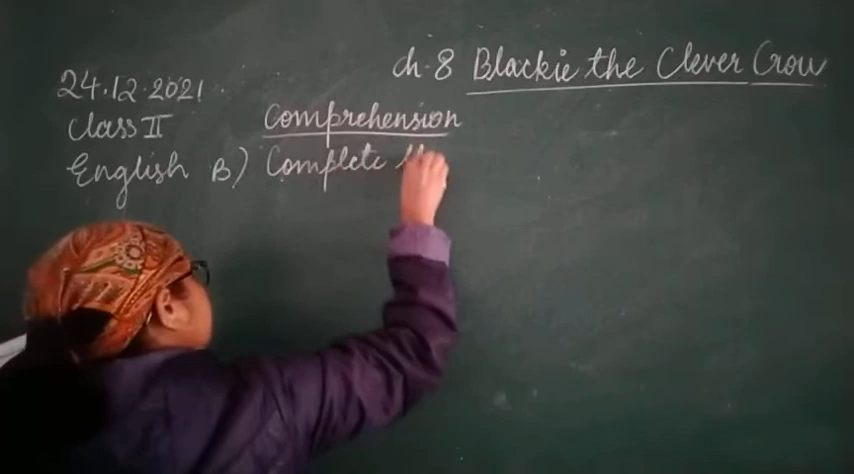 ch-8 Blackie the Clever Crow
24.12.2021
Class II
Comprehension
English B) Complete